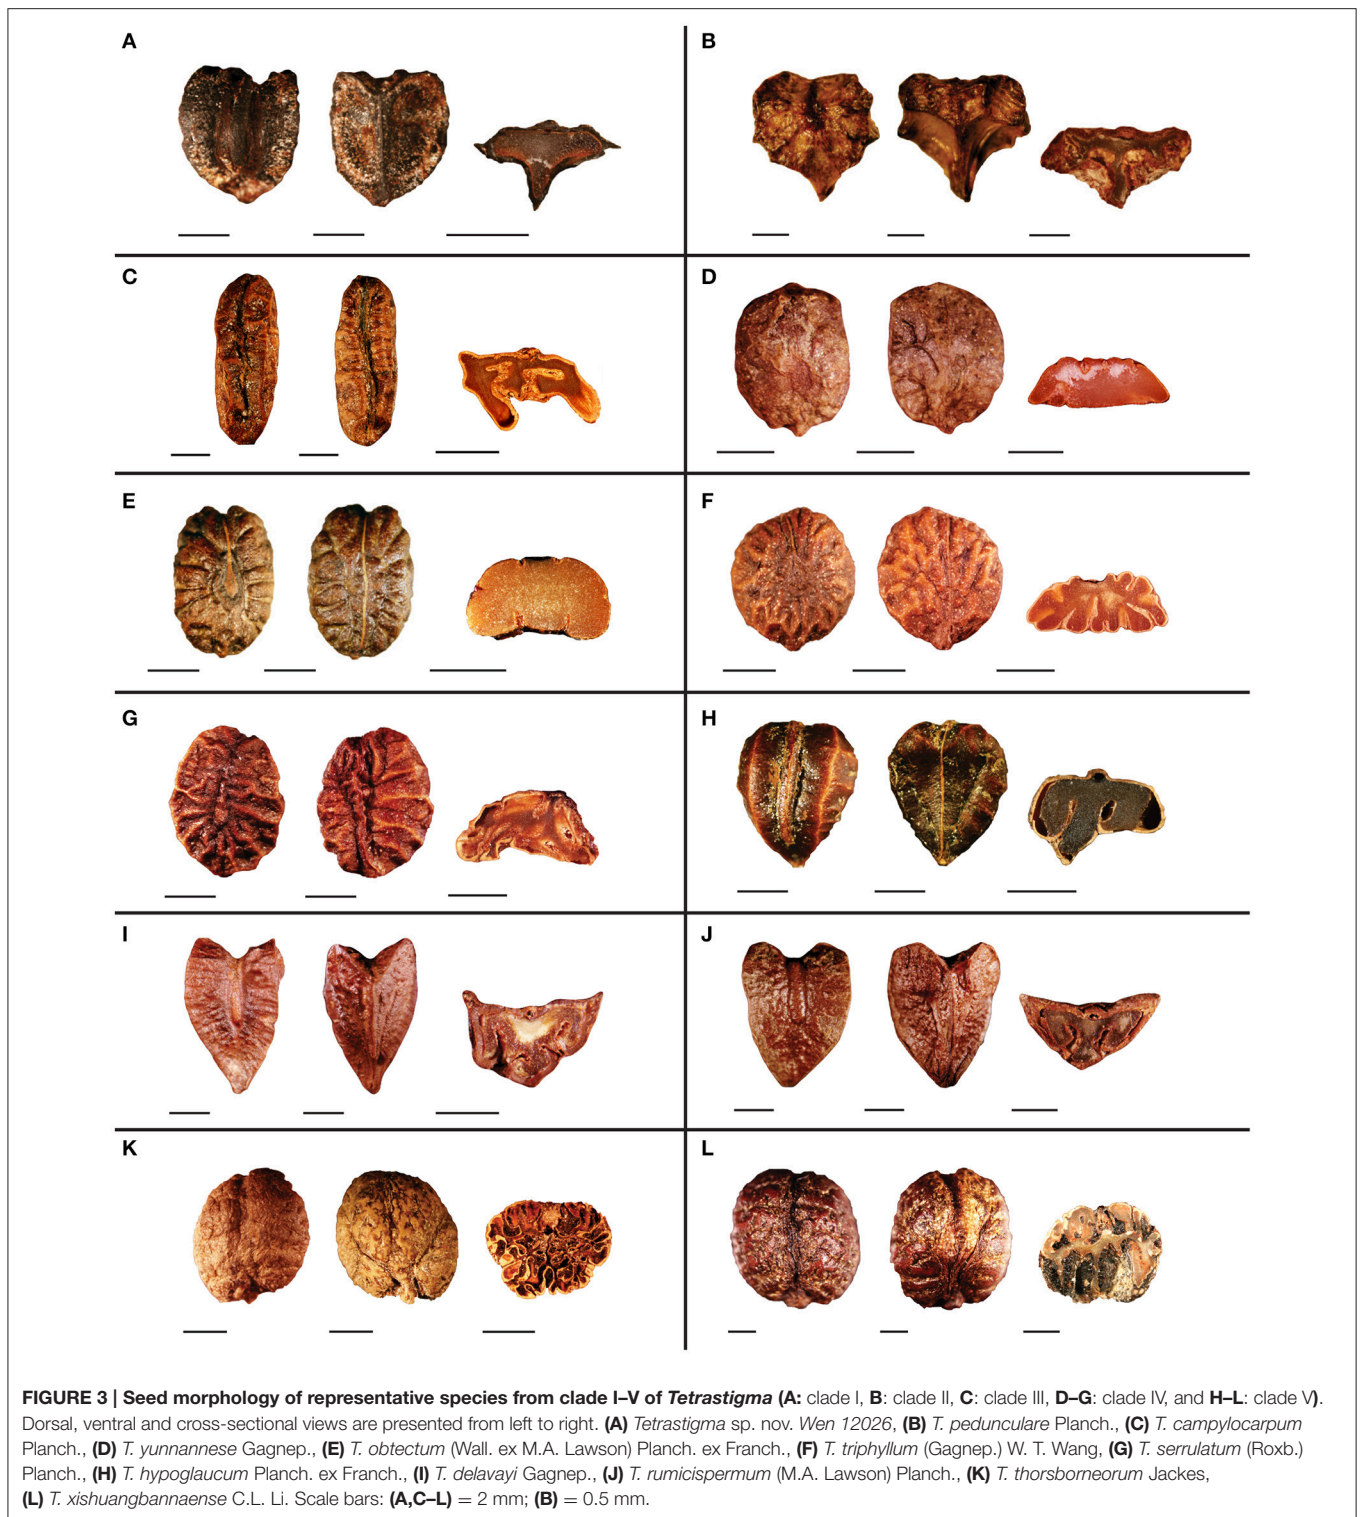 A
B
C
D
E
F
G
H
I
J
K
L
FIGURE 3 | Seed morphology of representative species from clade I–V of Tetrastigma (A: clade I, B: clade II, C: clade III, D–G: clade IV, and H–L: clade V).
Dorsal, ventral and cross-sectional views are presented from left to right. (A) Tetrastigma sp. nov. Wen 12026, (B) T. pedunculare Planch., (C) T. campylocarpum
Planch., (D) T. yunnannese Gagnep., (E) T. obtectum (Wall. ex M.A. Lawson) Planch. ex Franch., (F) T. triphyllum (Gagnep.) W. T. Wang, (G) T. serrulatum (Roxb.)
Planch., (H) T. hypoglaucum Planch. ex Franch., (I) T. delavayi Gagnep., (J) T. rumicispermum (M.A. Lawson) Planch., (K) T. thorsborneorum Jackes,
(L) T. xishuangbannaense C.L. Li. Scale bars: (A,C–L) = 2 mm; (B) = 0.5 mm.